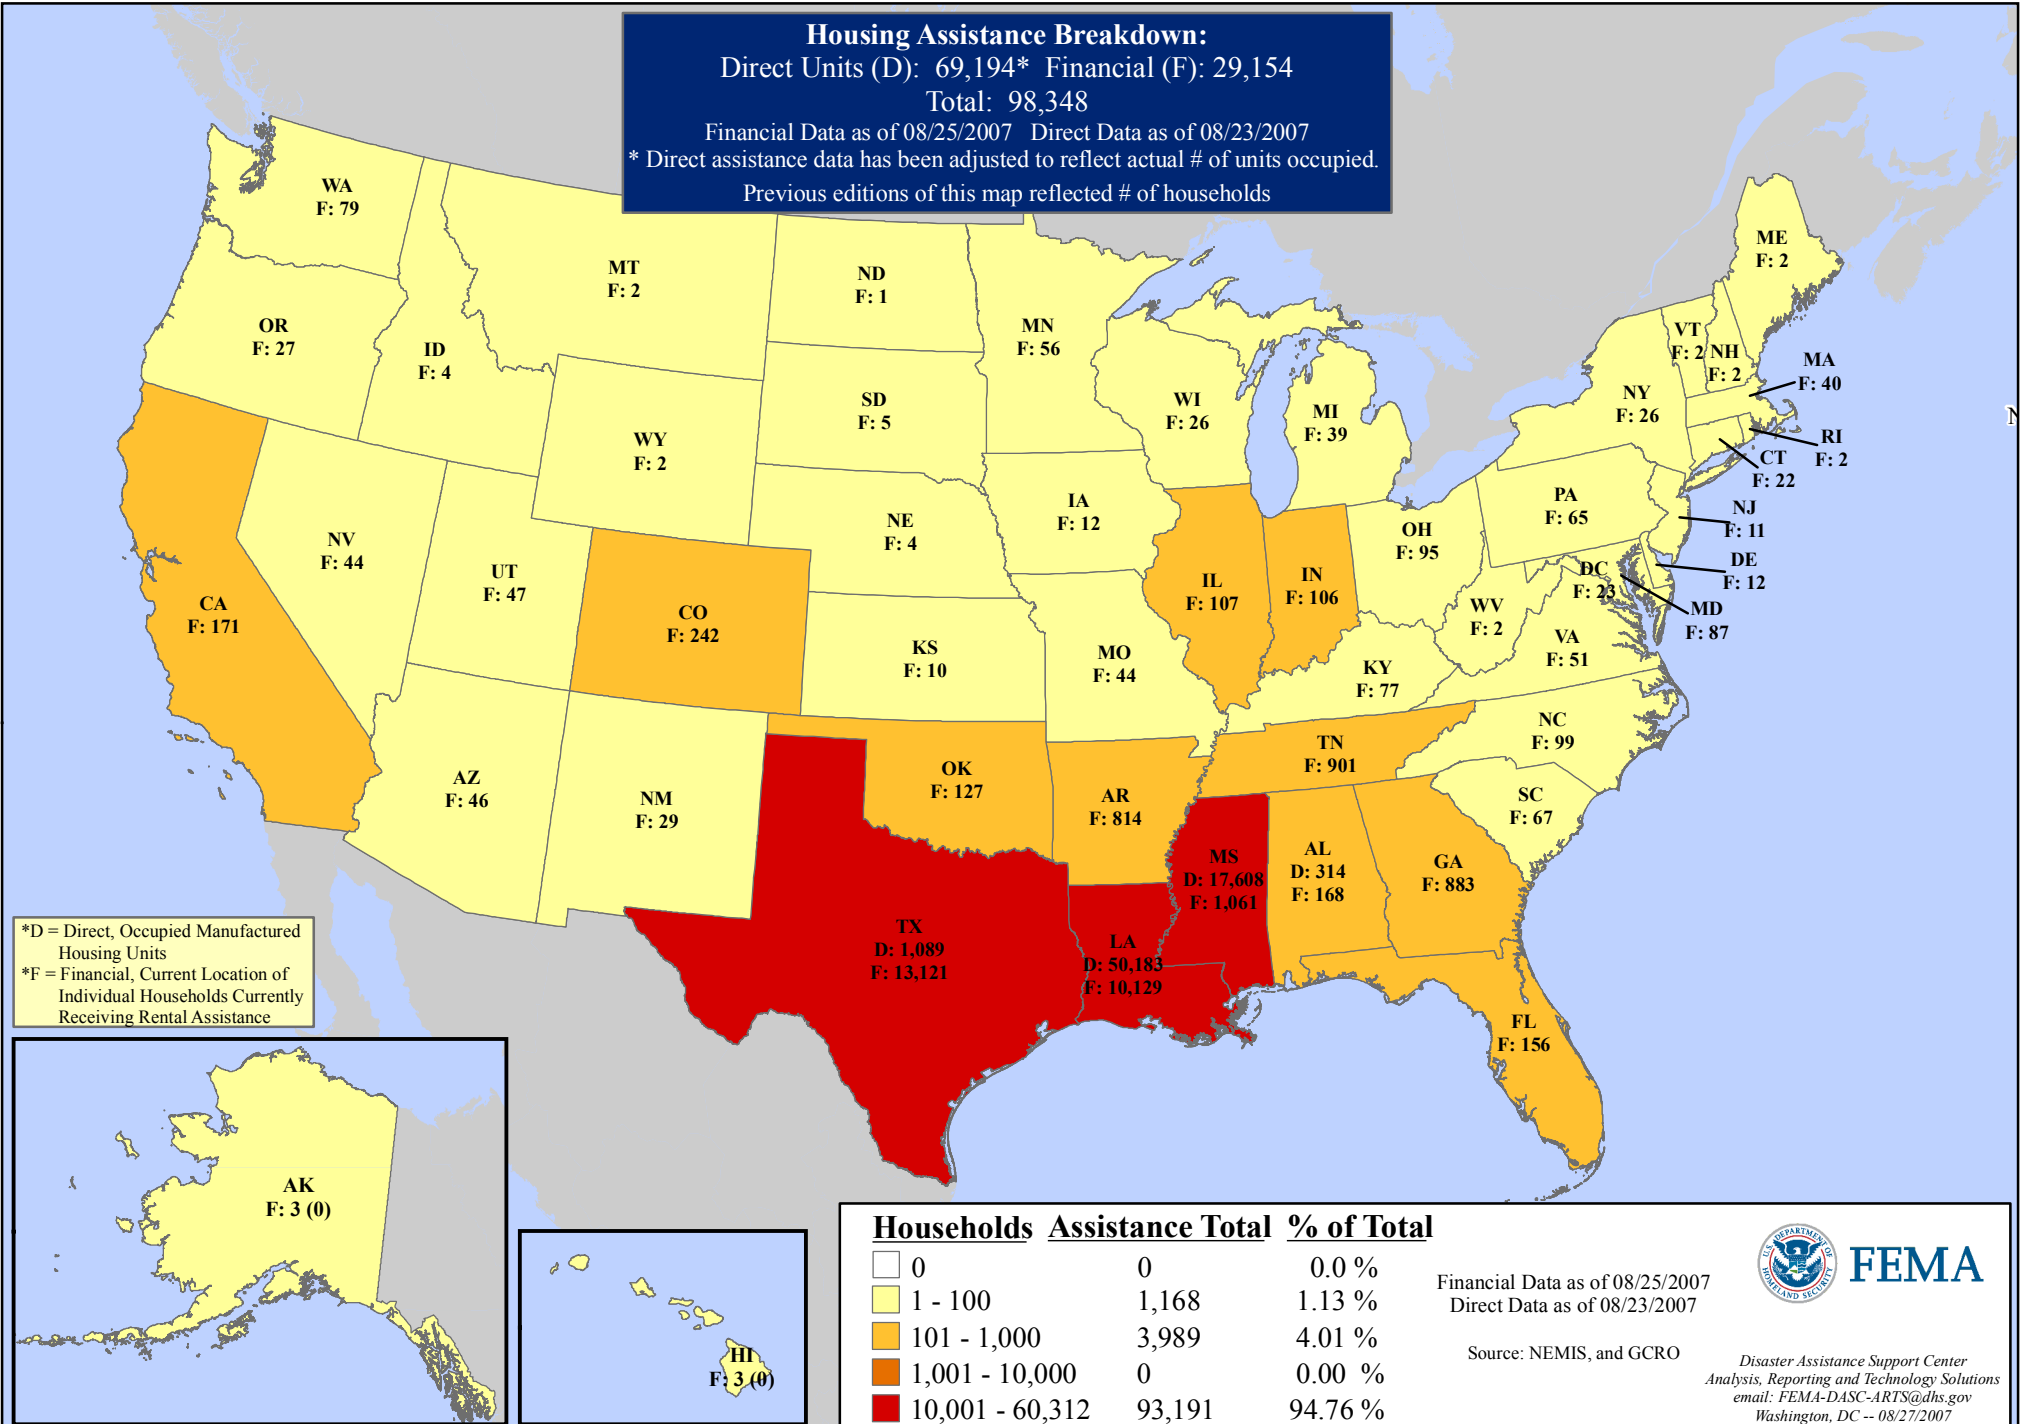 Housing Assistance Breakdown:
Direct Units (D): 69,194* Financial (F): 29,154
Total: 98,348
Financial Data as of 08/25/2007 Direct Data as of 08/23/2007
* Direct assistance data has been adjusted to reflect actual # of units occupied.
Previous editions of this map reflected # of households
WA
F: 79
OR
F: 27
ID
F: 4
MT
F: 2
ND
F: 1
MN
F: 56
SD
F: 5
WY
F: 2
WI
F: 26
MI
F: 39
NY
F: 26
VT
F: 2
NH
F: 2
ME
F: 2
MA
F: 40
RI
F: 2
CT
F: 22
NJ
F: 11
DE
F: 12
MD
F: 87
DC
F: 23
PA
F: 65
OH
F: 95
WV
F: 2
VA
F: 51
KY
F: 77
IN
F: 106
IL
F: 107
IA
F: 12
NE
F: 4
NV
F: 44
UT
F: 47
CA
F: 171
CO
F: 242
KS
F: 10
MO
F: 44
AZ
F: 46
NM
F: 29
OK
F: 127
AR
F: 814
TN
F: 901
NC
F: 99
SC
F: 67
TX
D: 1,089
F: 13,121
LA
D: 50,183
F: 10,129
MS
D: 17,608
F: 1,061
AL
D: 314
F: 168
GA
F: 883
FL
F: 156
N
*D = Direct, Occupied Manufactured
Housing Units
*F = Financial, Current Location of
Individual Households Currently
Receiving Rental Assistance
AK
F: 3 (0)
HI
F: 3 (0)
Households Assistance Total % of Total
0 0 0.0 %
1 - 100 1,168 1.13 %
101 - 1,000 3,989 4.01 %
1,001 - 10,000 0 0.00 %
10,001 - 60,312 93,191 94.76 %
Financial Data as of 08/25/2007
Direct Data as of 08/23/2007
Source: NEMIS, and GCRO
U.S. DEPARTMENT OF
HOMELAND SECURITY
FEMA
Disaster Assistance Support Center
Analysis, Reporting and Technology Solutions
email: FEMA-DASC-ARTS@dhs.gov
Washington, DC -- 08/27/2007